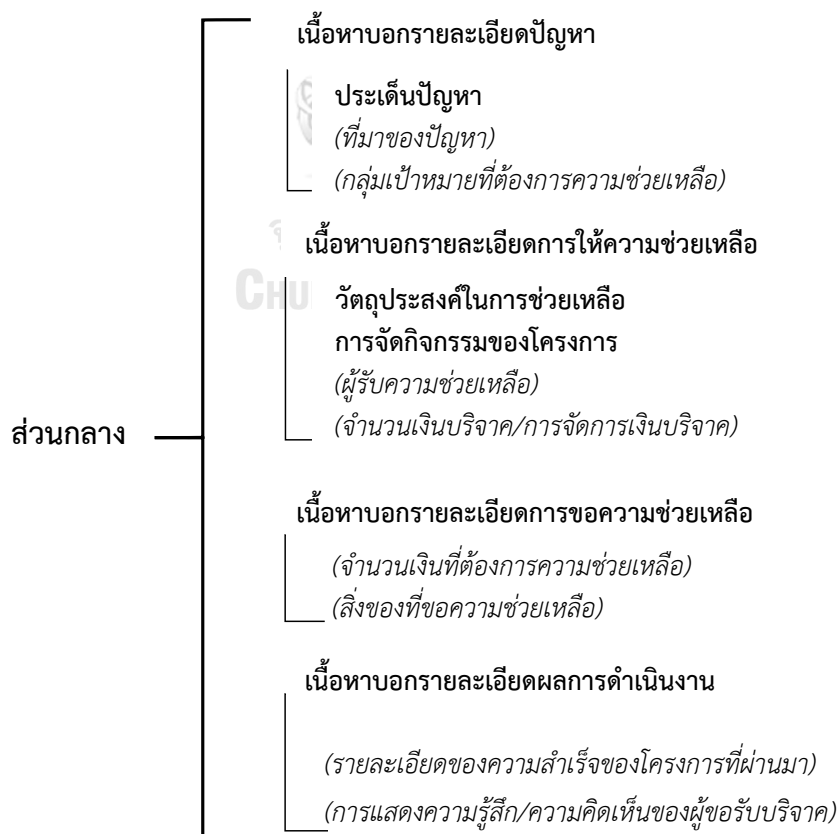 เนื้อหาบอกรายละเอียดปัญหา
ประเด็นปัญหา
(ที่มาของปัญหา)
(กลุ่มเป้าหมายที่ต้องการความช่วยเหลือ)
เนื้อหาบอกรายละเอียดการให้ความช่วยเหลือ
CHU
วัตถุประสงค์ในการช่วยเหลือ
การจัดกิจกรรมของโครงการ
(ผู้รับความช่วยเหลือ)
(จำนวนเงินบริจาค/การจัดการเงินบริจาค)
ส่วนกลาง
เนื้อหาบอกรายละเอียดการขอความช่วยเหลือ
(จำนวนเงินที่ต้องการความช่วยเหลือ)
(สิ่งของที่ขอความช่วยเหลือ)
เนื้อหาบอกรายละเอียดผลการดำเนินงาน
(รายละเอียดของความสำเร็จของโครงการที่ผ่านมา)
(การแสดงความรู้สึก/ความคิดเห็นของผู้ขอรับบริจาค)